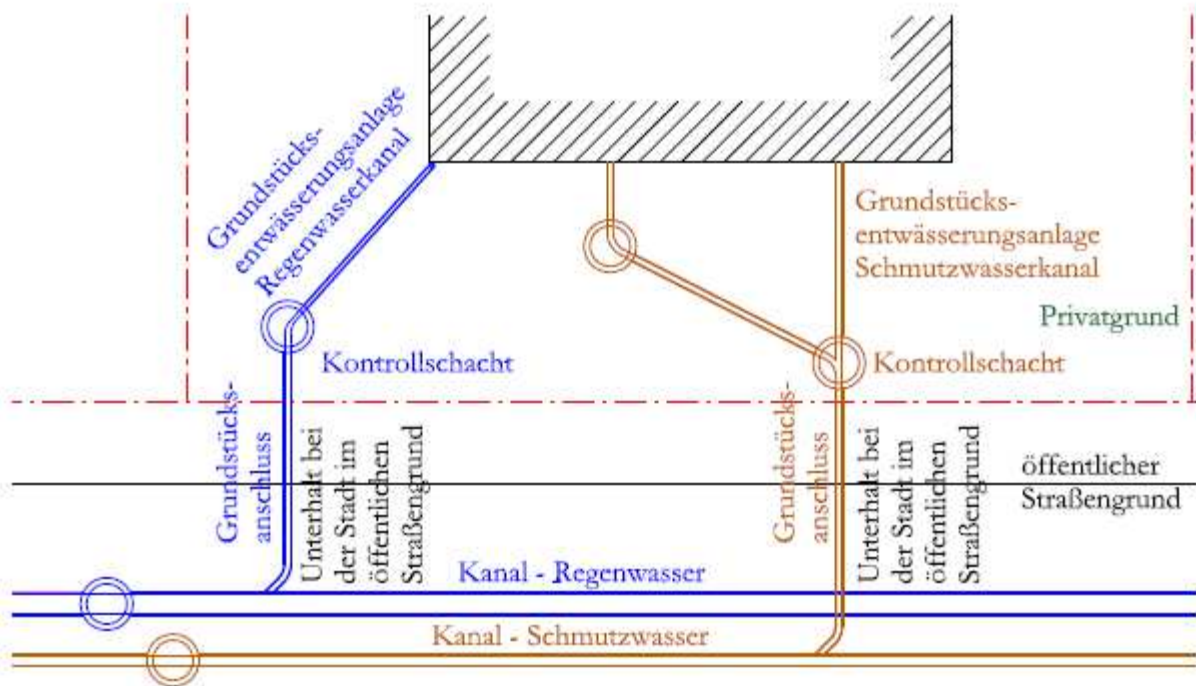 Grundstücks-
entwässerungsanlage
Regenwasserkanal
Grundstücks-
entwässerungsanlage
Schmutzwasserkanal
Privatgrund
Kontrollschacht
Kontrollschacht
Grundstücks-
anschluss
Unterhalt bei
der Stadt im
öffentlichen
Straßengrund
Grundstücks-
anschluss
Unterhalt bei
der Stadt im
öffentlichen
Straßengrund
öffentlicher
Straßengrund
Kanal - Regenwasser
Kanal - Schmutzwasser